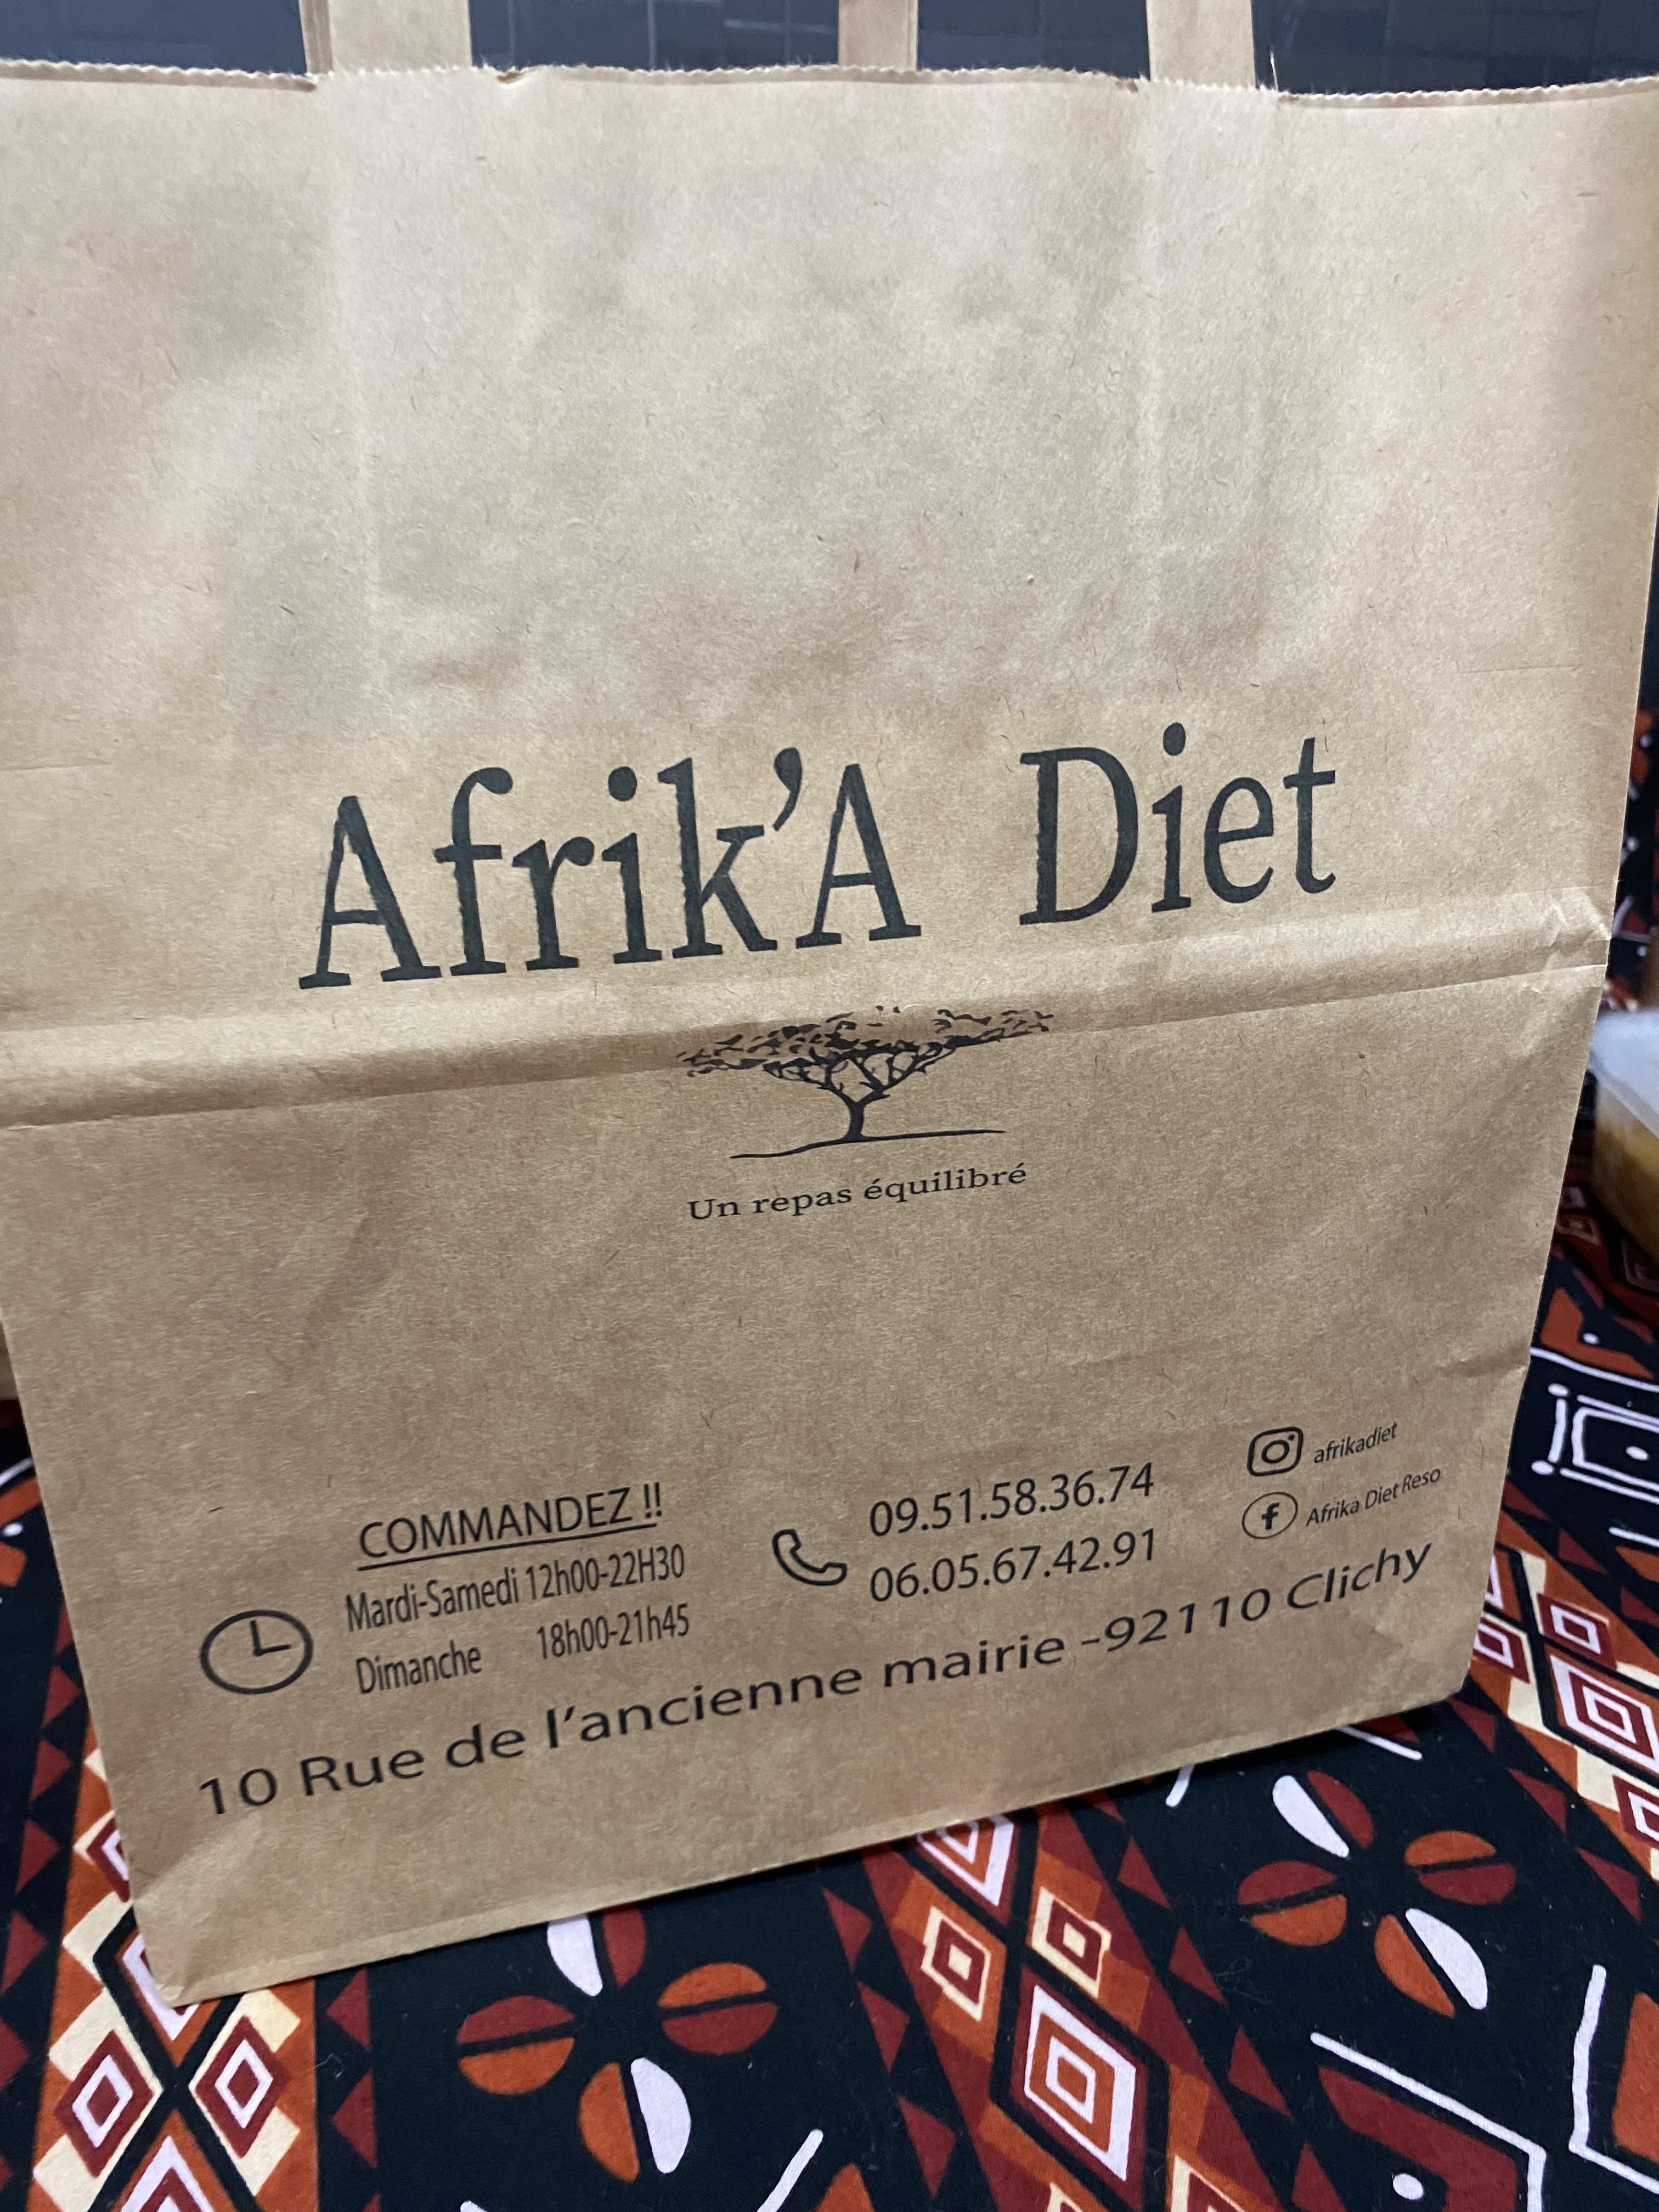 Afrik’A Diet
Un repas équilibré
COMMANDEZ !!
Mardi-Samedi 12h00-22H30
Dimanche 18h00-21h45
09.51.58.36.74
06.05.67.42.91
afrikadiet
Afrika Diet Reso
10 Rue de l’ancienne mairie -92110 Clichy